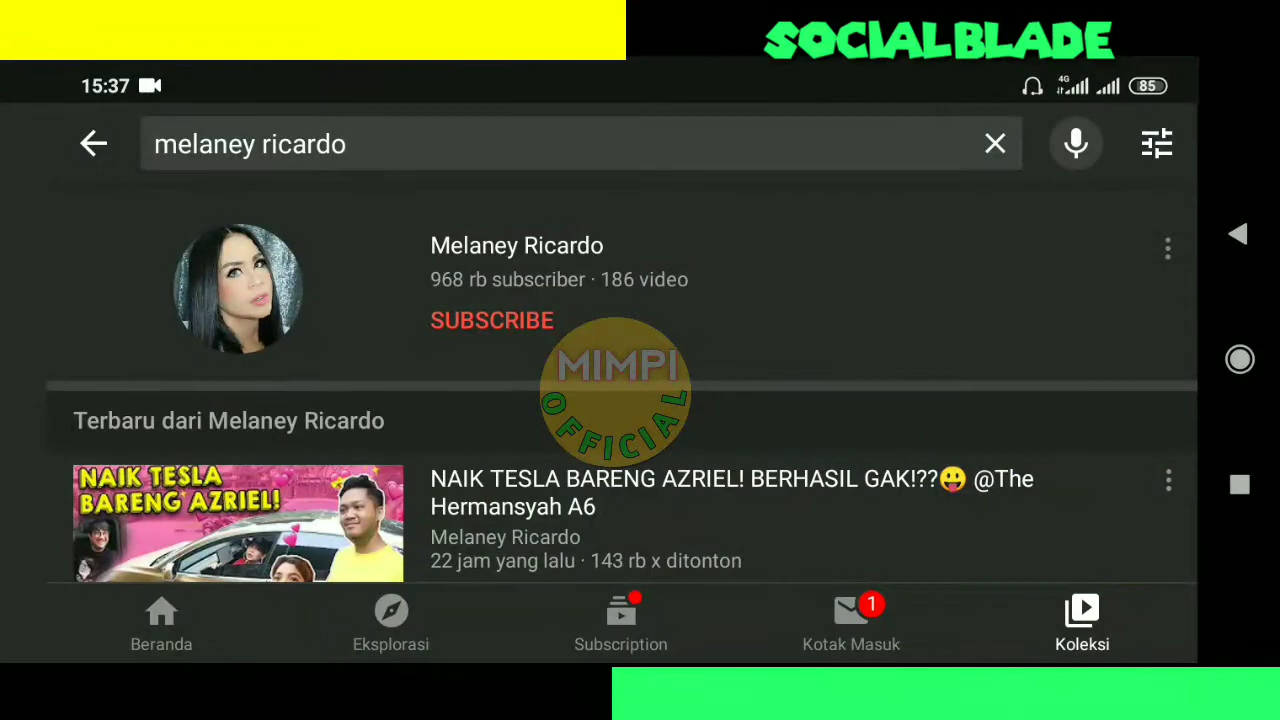 SOCIALBLADE
15:37
4G
85
melaney ricardo
Melaney Ricardo
968 rb subscriber · 186 video
SUBSCRIBE
MIMPI
OFFICIAL
Terbaru dari Melaney Ricardo
NAIK TESLA
BARENG AZRIEL!
NAIK TESLA BARENG AZRIEL! BERHASIL GAK!??😛 @The
Hermansyah A6
Melaney Ricardo
22 jam yang lalu · 143 rb x ditonton
Beranda
Eksplorasi
Subscription
1
Kotak Masuk
Koleksi